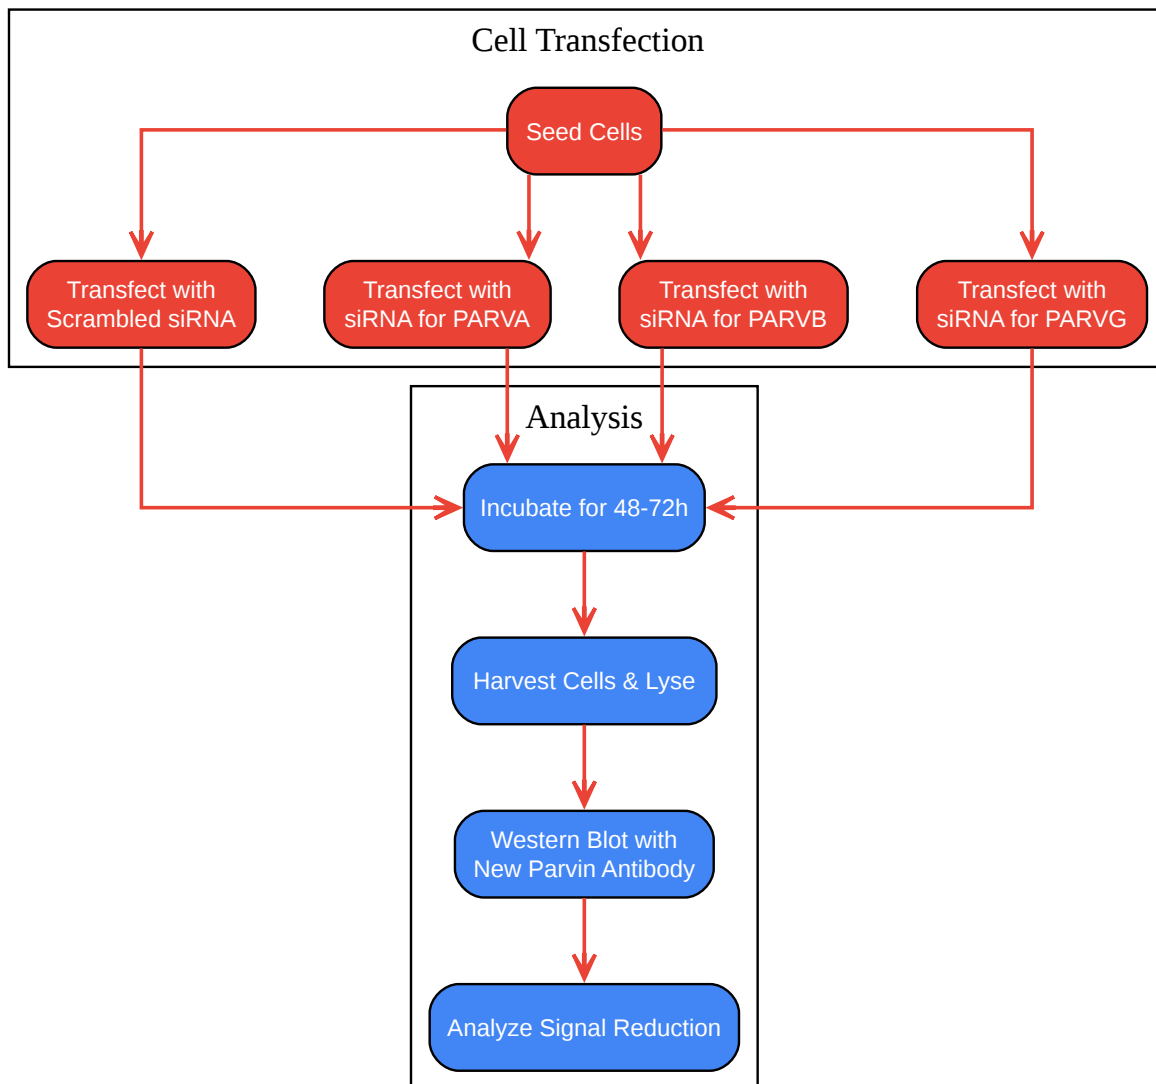 Cell Transfection
Seed Cells
Transfect with
Scrambled siRNA
Transfect with
siRNA for PARVA
Transfect with
siRNA for PARVB
Transfect with
siRNA for PARVG
Analysis
Incubate for 48-72h
Harvest Cells & Lyse
Western Blot with
New Parvin Antibody
Analyze Signal Reduction